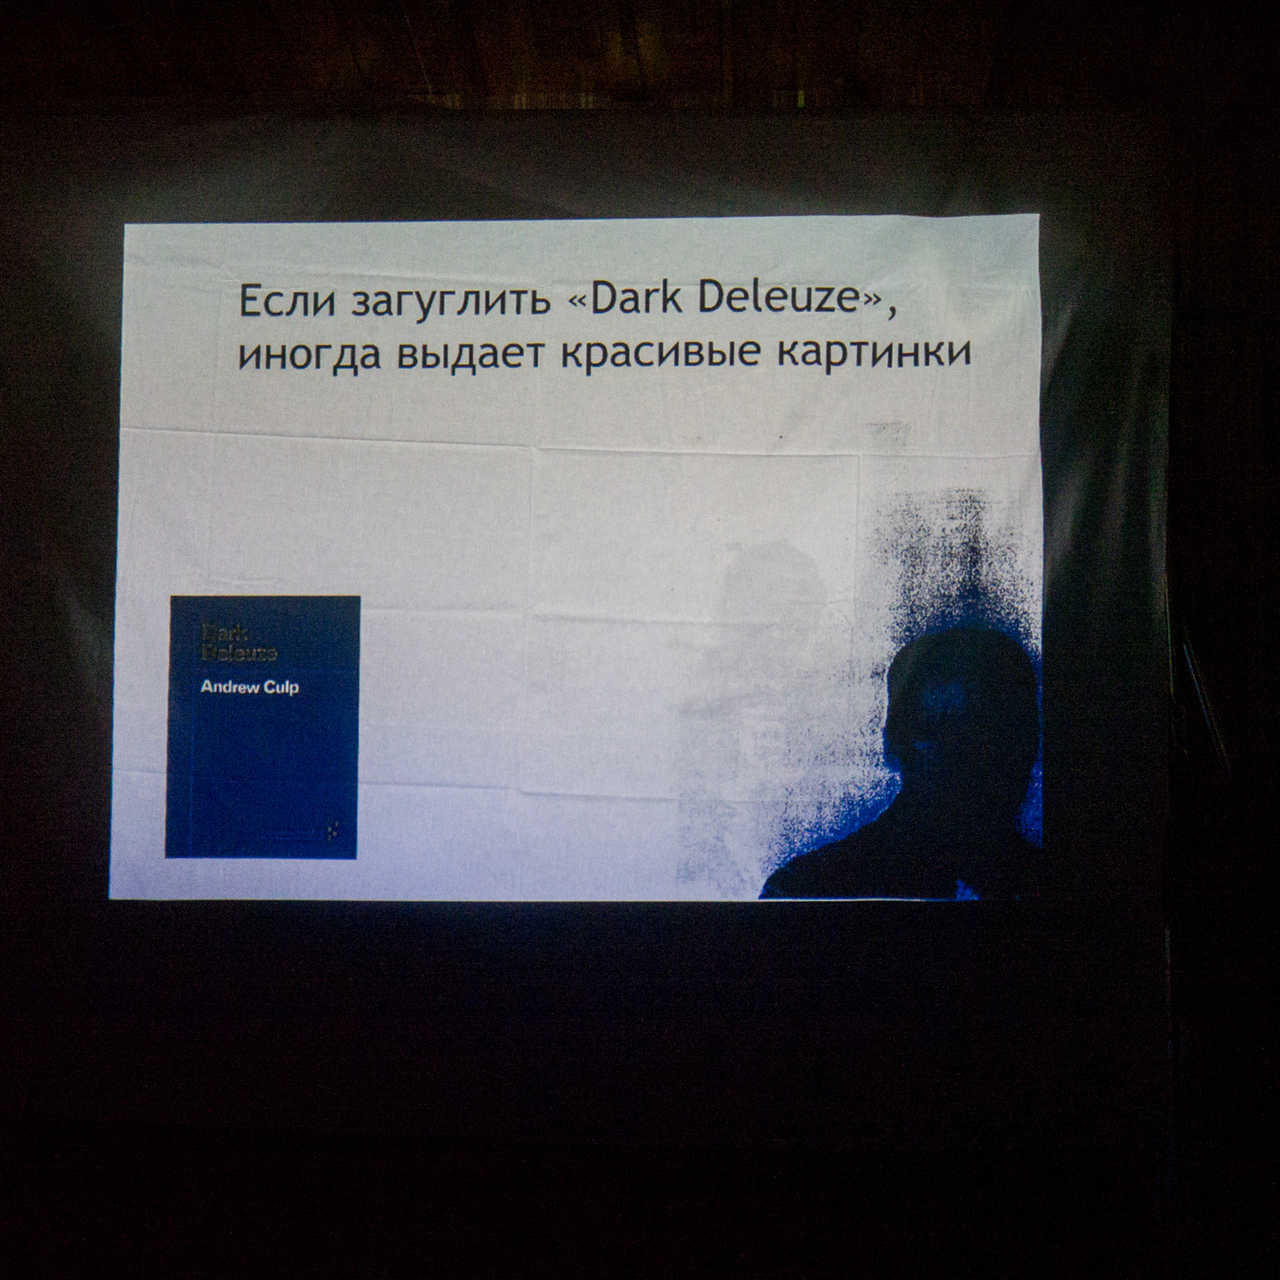 Если загуглить «Dark Deleuze»,
иногда выдает красивые картинки
Dark
Deleuze
Andrew Culp